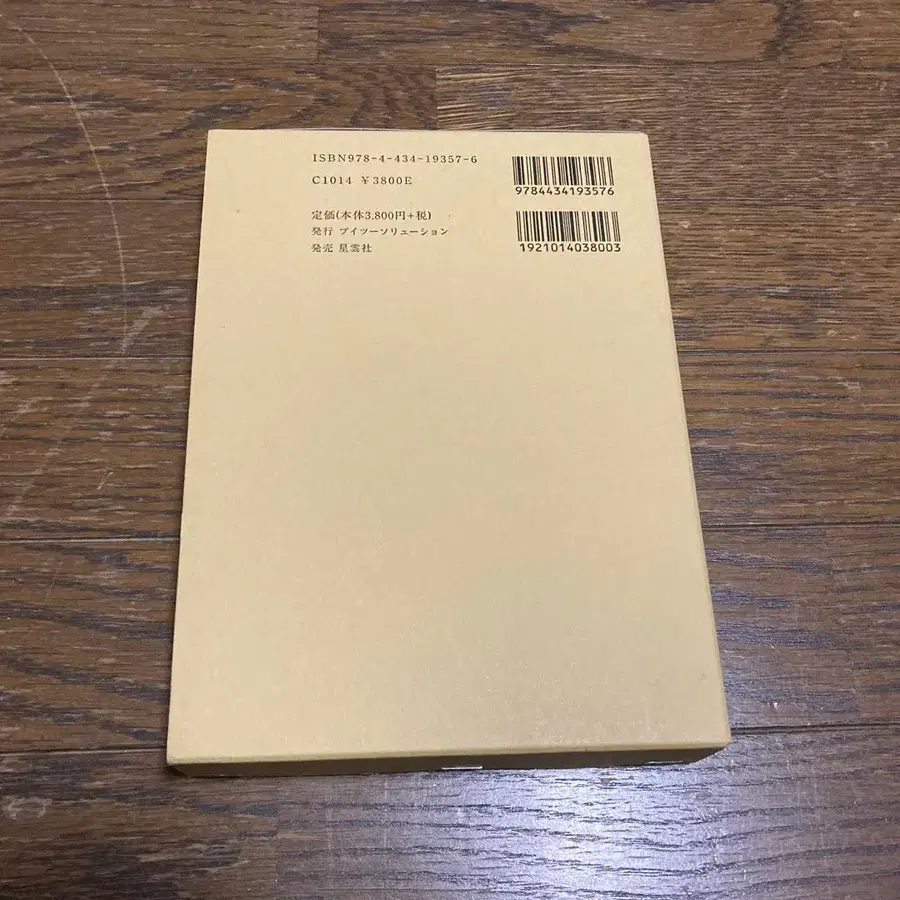 ISBN978-4-434-19357-6
C1014 ¥3800E
定価(本体3,800円+税)
発行 ブイツーソリューション
発売 星雲社
9784434193576
1921014038003